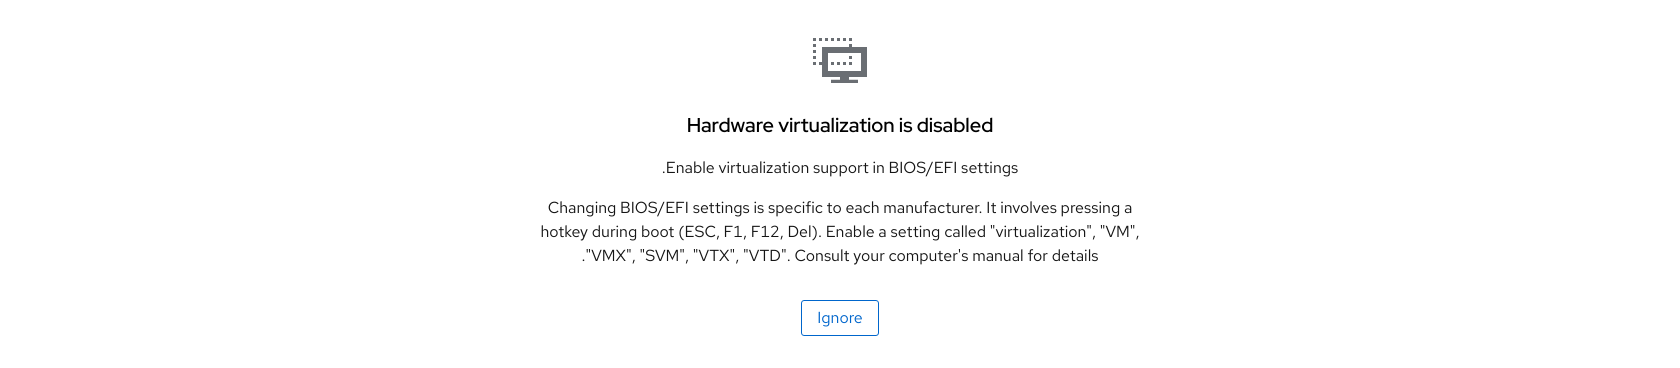 Hardware virtualization is disabled
.Enable virtualization support in BIOS/EFI settings
Changing BIOS/EFI settings is specific to each manufacturer. It involves pressing a
hotkey during boot (ESC, F1, F12, Del). Enable a setting called "virtualization", "VM",
."VMX", "SVM", "VTX", "VTD". Consult your computer's manual for details
Ignore